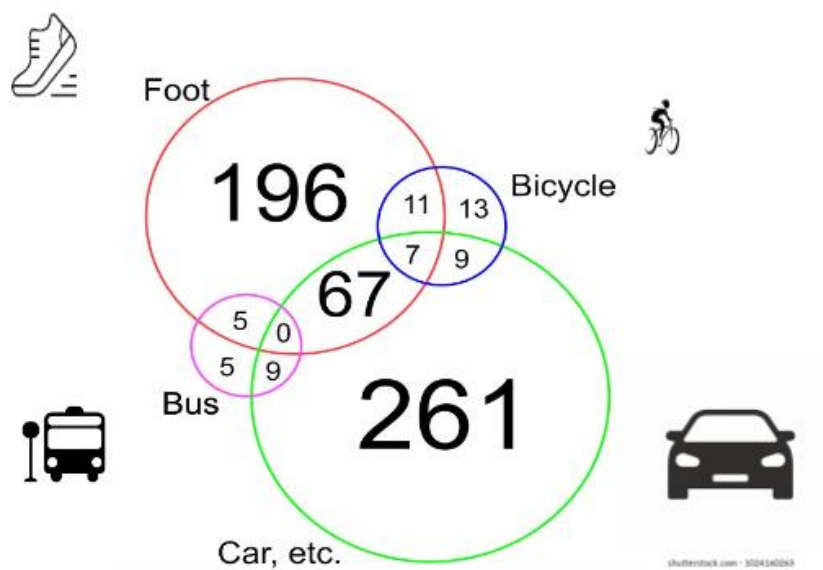 Foot
196
11
13
Bicycle
7
9
67
5
0
5
9
Bus
261
Car, etc.
shutterstock.com · 1024160263